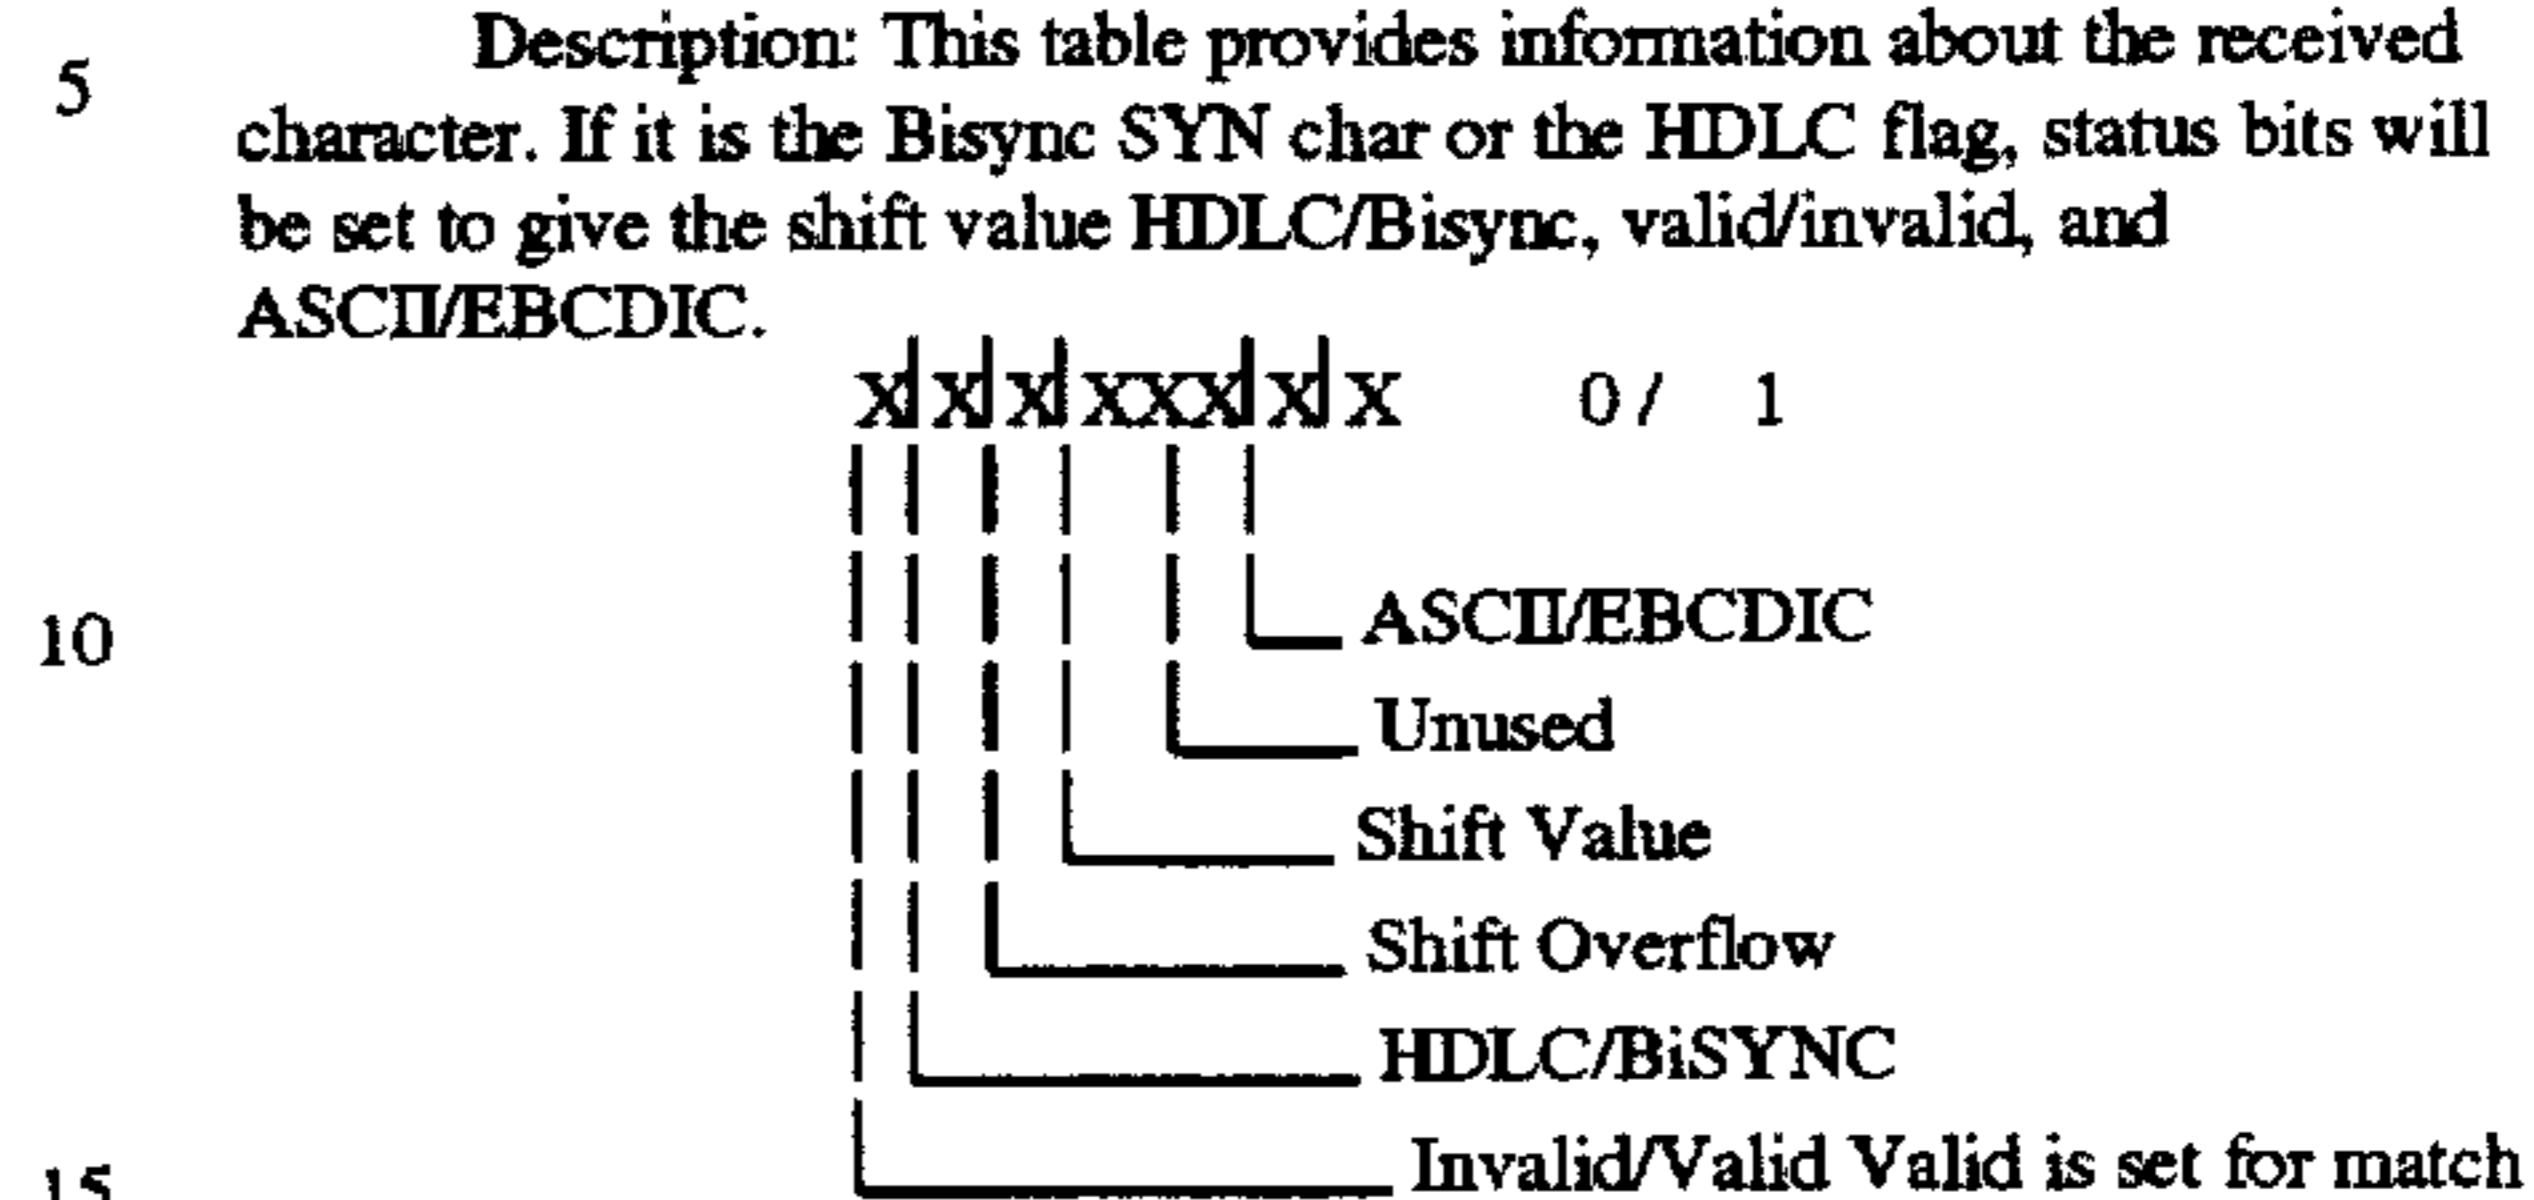 5 Description: This table provides information about the received
character. If it is the Bisync SYN char or the HDLC flag, status bits will
be set to give the shift value HDLC/Bisync, valid/invalid, and
ASCII/EBCDIC.
X|X|X|XXX|X|X 0/ 1
10 ASCII/EBCDIC
Unused
Shift Value
Shift Overflow
HDLC/BiSYNC
15 Invalid/Valid Valid is set for match